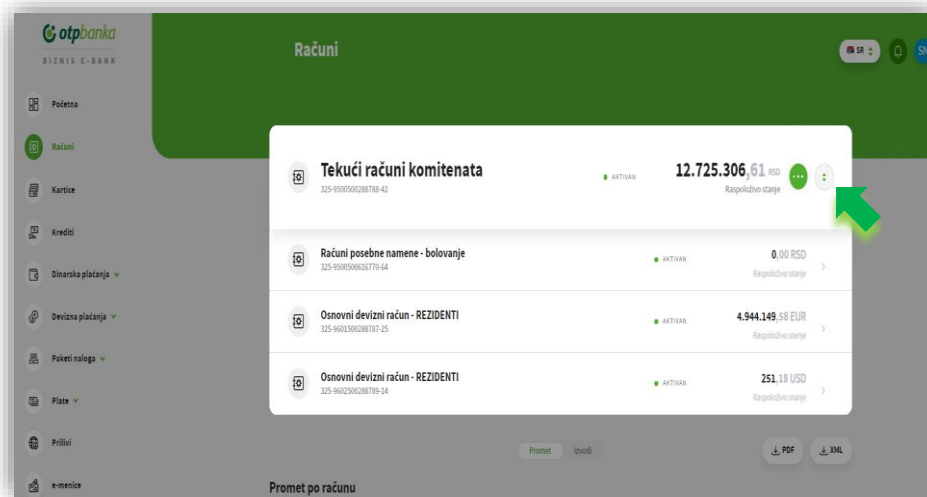 otpbanka
BIZNIS E-BANK
Početna
Računi
Kartice
Krediti
Dinarska plaćanja
Devizna plaćanja
Paketi naloga
Plate
Prilivi
e-menice
Računi
SR
SN
Tekući računi komitenata
325-9500500288788-42
AKTIVAN
12.725.306,61 RSD
Raspoloživo stanje
Računi posebne namene - bolovanje
325-9500500616770-64
AKTIVAN
0,00 RSD
Raspoloživo stanje
Osnovni devizni račun - REZIDENTI
325-9601500288787-25
AKTIVAN
4.944.149,58 EUR
Raspoloživo stanje
Osnovni devizni račun - REZIDENTI
325-9602500288789-14
AKTIVAN
251,18 USD
Raspoloživo stanje
Promet Izvodi
PDF XML
Promet po računu